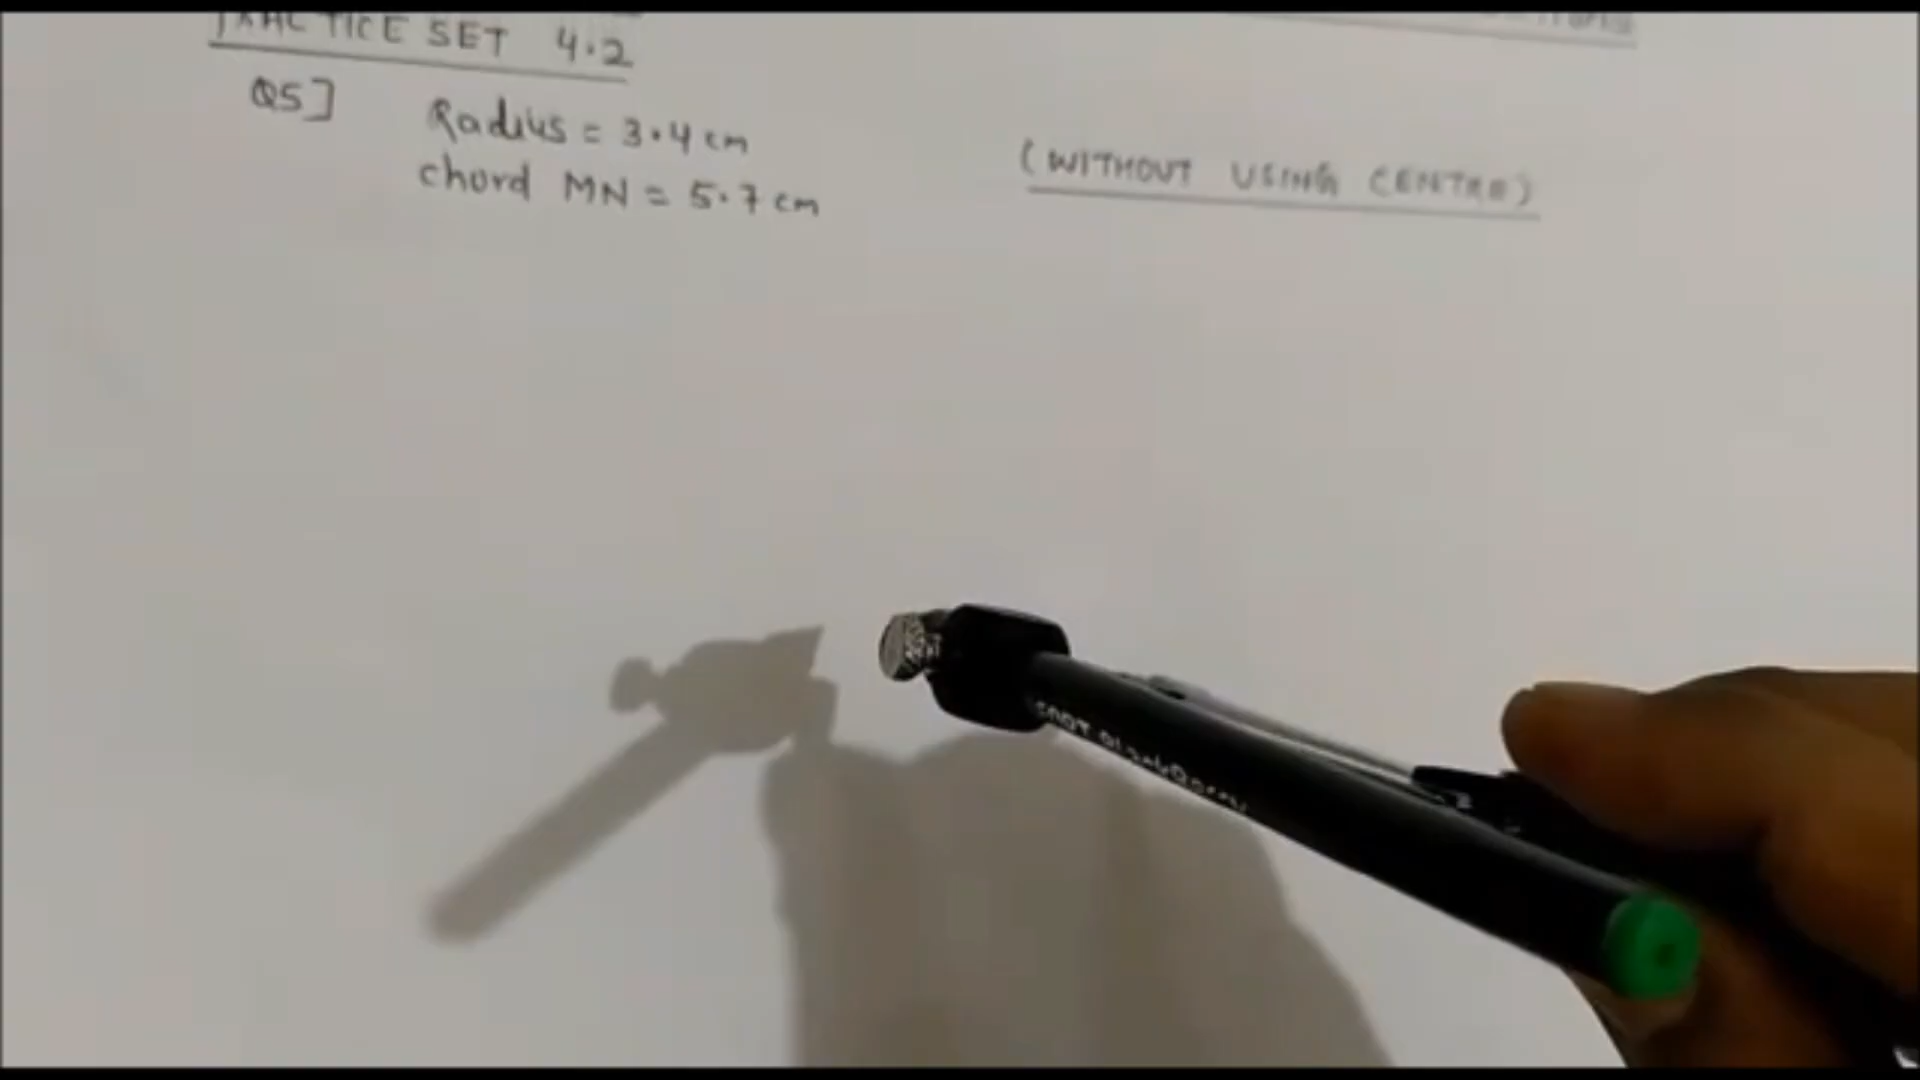 PRACTICE SET 4.2
Q5] Radius = 3.4 cm
chord MN = 5.7 cm
(WITHOUT USING CENTRE)